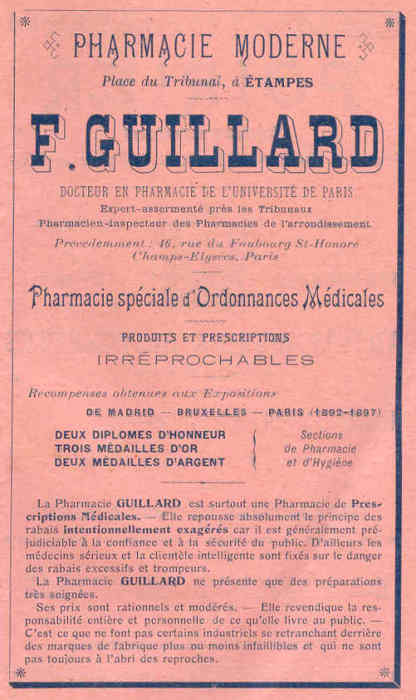 PHARMACIE MODERNE
Place du Tribunal, à ÉTAMPES
F. GUILLARD
DOCTEUR EN PHARMACIE DE L'UNIVERSITÉ DE PARIS
Expert-assermenté près les Tribunaux
Pharmacien-Inspecteur des Pharmacies de l'arrondissement
Précédemment : 46, rue du Faubourg St-Honoré
Champs-Elysées, Paris
Pharmacie spéciale d'Ordonnances Médicales
PRODUITS ET PRESCRIPTIONS
IRRÉPROCHABLES
Récompenses obtenues aux Expositions
DE MADRID — BRUXELLES — PARIS (1892-1897)
DEUX DIPLOMES D'HONNEUR
TROIS MÉDAILLES D'OR
DEUX MÉDAILLES D'ARGENT
Sections
de Pharmacie
et d'Hygiène
La Pharmacie GUILLARD est surtout une Pharmacie de Pres-
criptions Médicales. — Elle repousse absolument le principe des
rabais intentionnellement exagérés car il est généralement pré-
judiciable à la confiance et à la sécurité du public. D'ailleurs les
médecins sérieux et la clientèle intelligente sont fixés sur le danger
des rabais excessifs et trompeurs.
La Pharmacie GUILLARD ne présente que des préparations
très soignées.
Ses prix sont rationnels et modérés. — Elle revendique la res-
ponsabilité entière et personnelle de ce qu'elle livre au public. —
C'est ce que ne font pas certains industriels se retranchant derrière
des marques de fabrique plus ou moins infaillibles et qui ne sont
pas toujours à l'abri des reproches.